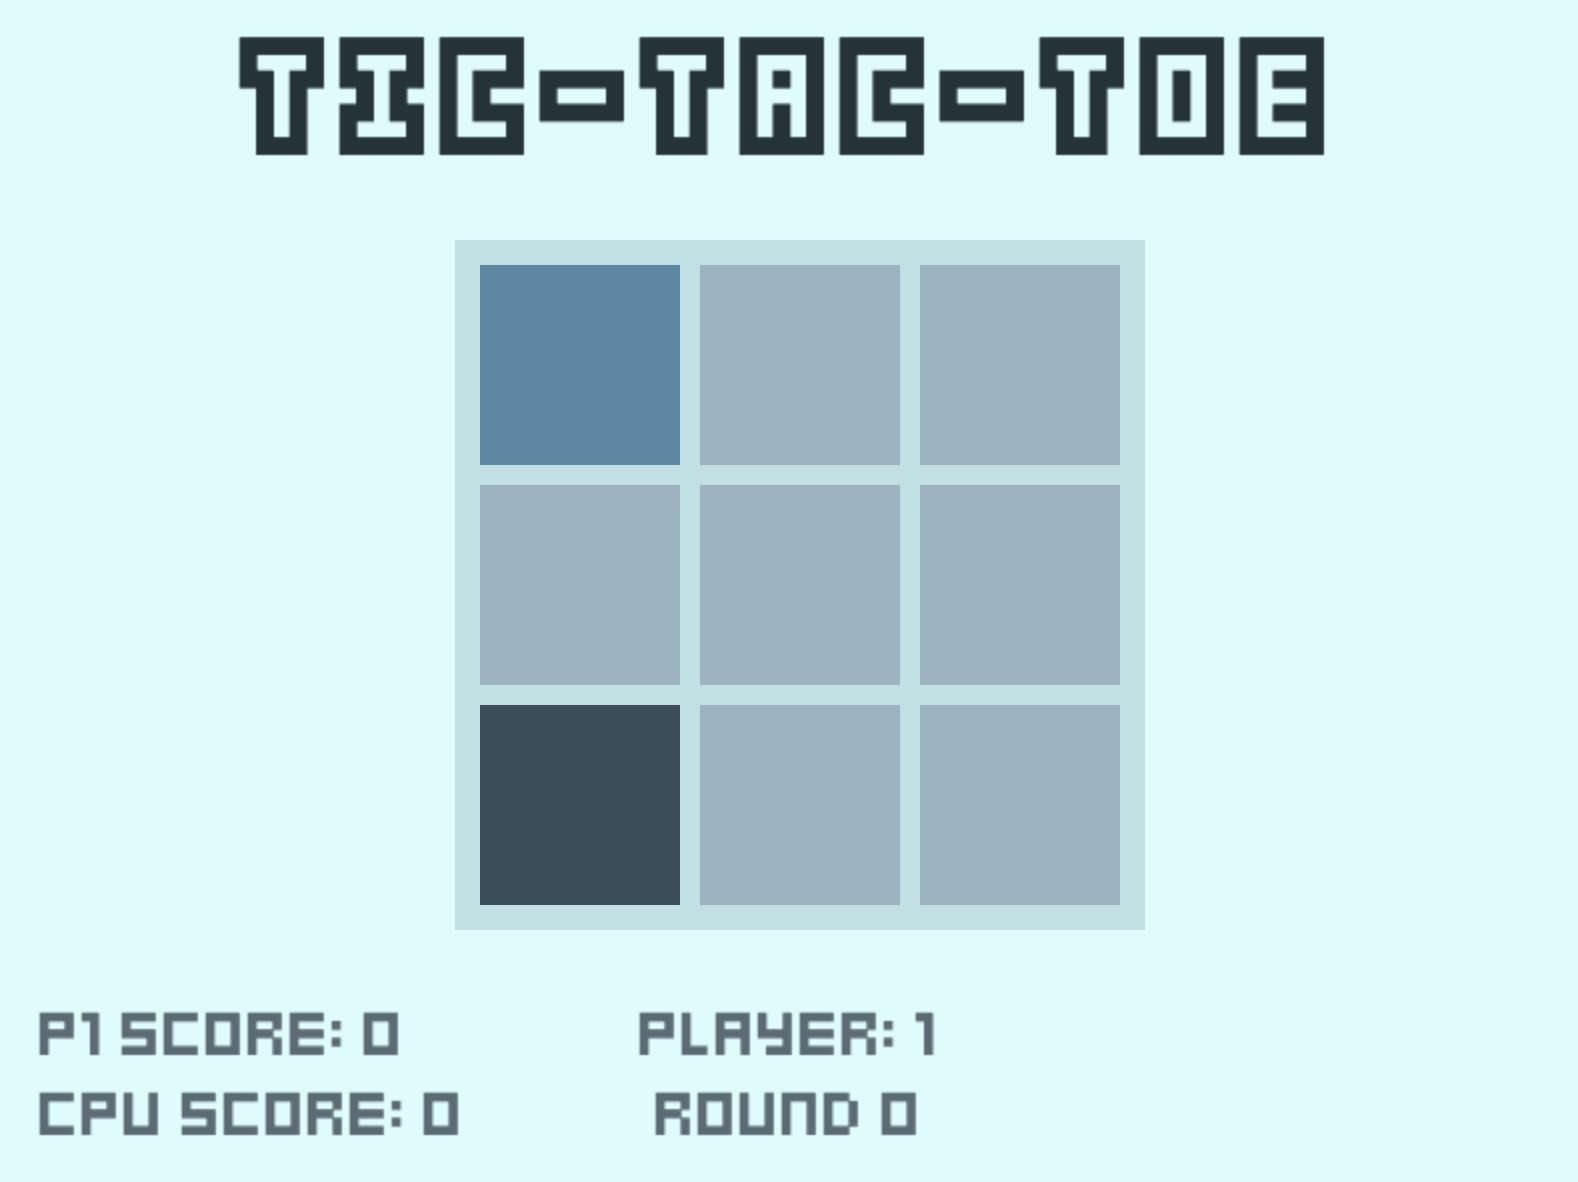 TIC-TAC-TOE
P1 SCORE: 0
PLAYER: 1
CPU SCORE: 0
ROUND 0